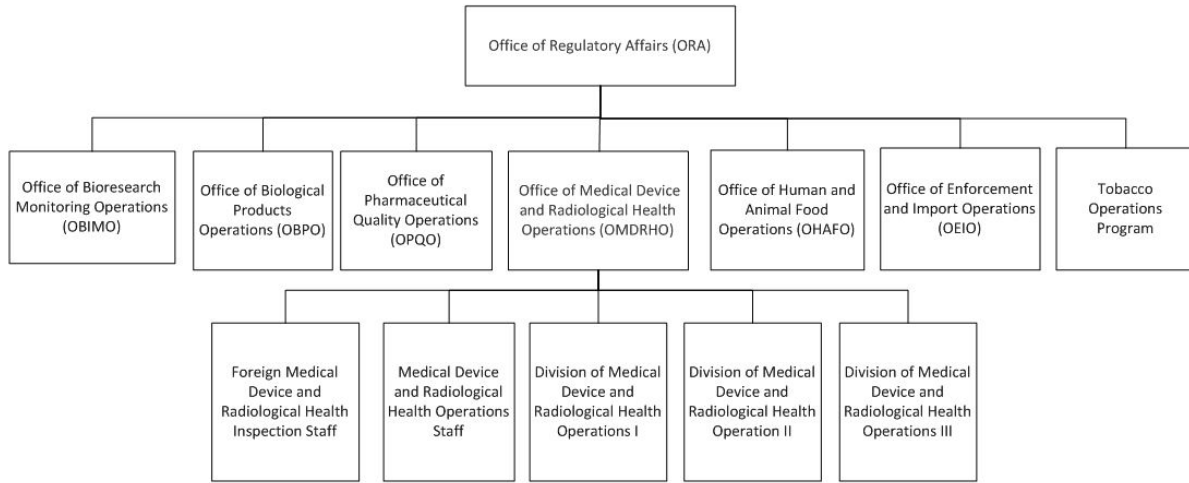 Office of Regulatory Affairs (ORA)
Office of Bioresearch
Monitoring Operations
(OBIMO)
Office of Biological
Products
Operations (OBPO)
Office of
Pharmaceutical
Quality Operations
(OPQO)
Office of Medical Device
and Radiological Health
Operations (OMDRHO)
Office of Human and
Animal Food
Operations (OHAFO)
Office of Enforcement
and Import Operations
(OEIO)
Tobacco
Operations
Program
Foreign Medical
Device and
Radiological Health
Inspection Staff
Medical Device
and Radiological
Health Operations
Staff
Division of Medical
Device and
Radiological Health
Operations I
Division of Medical
Device and
Radiological Health
Operation II
Division of Medical
Device and
Radiological Health
Operations III